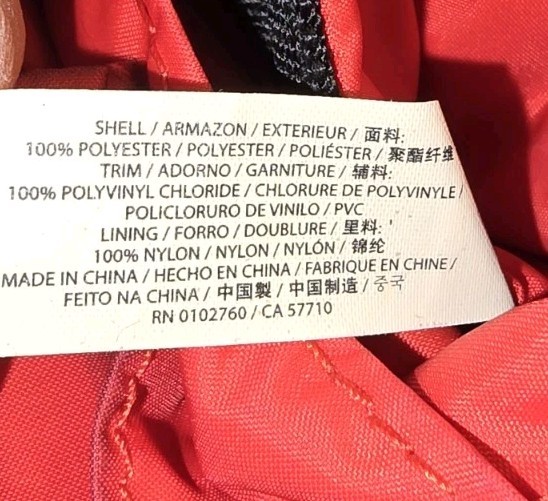 SHELL / ARMAZON / EXTERIEUR / 面料:
100% POLYESTER / POLYESTER / POLIÉSTER / 聚酯纤维
TRIM / ADORNO / GARNITURE / 辅料:
100% POLYVINYL CHLORIDE / CHLORURE DE POLYVINYLE /
POLICLORURO DE VINILO / PVC
LINING / FORRO / DOUBLURE / 里料:
100% NYLON / NYLON / NYLÓN / 锦纶
MADE IN CHINA / HECHO EN CHINA / FABRIQUE EN CHINE /
FEITO NA CHINA / 中国製 / 中国制造 / 중국
RN 0102760 / CA 57710